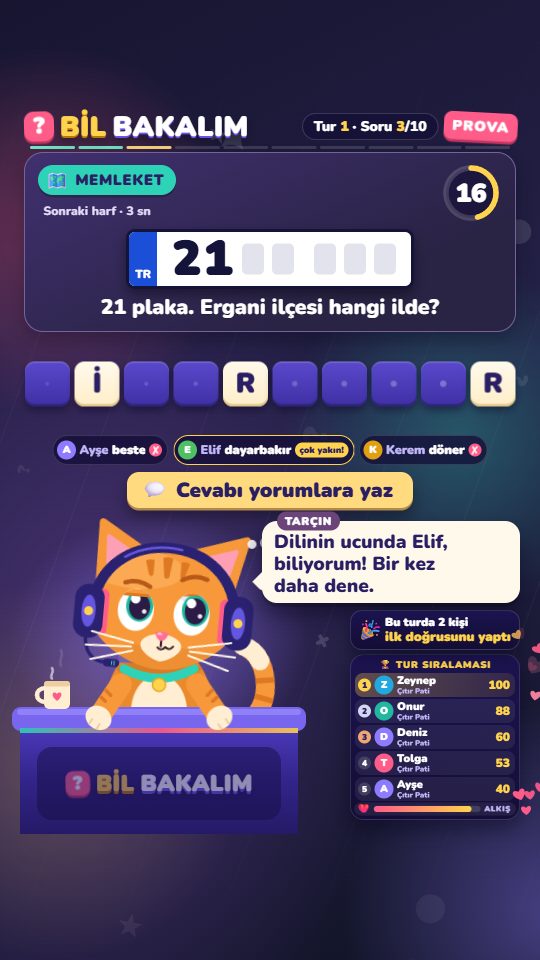 ? BİL BAKALIM
Tur 1 · Soru 3/10
PROVA
MEMLEKET
16
Sonraki harf · 3 sn
TR 21
21 plaka. Ergani ilçesi hangi ilde?
İ R R
A Ayşe beste X
E Elif dayarbakır çok yakın!
K Kerem döner X
Cevabı yorumlara yaz
TARÇIN
Dilinin ucunda Elif,
biliyorum! Bir kez
daha dene.
Bu turda 2 kişi
ilk doğrusunu yaptı
TUR SIRALAMASI
1 Z Zeynep 100
Çıtır Pati
2 O Onur 88
Çıtır Pati
3 D Deniz 60
Çıtır Pati
4 T Tolga 53
Çıtır Pati
5 A Ayşe 40
Çıtır Pati
ALKIŞ
? BİL BAKALIM